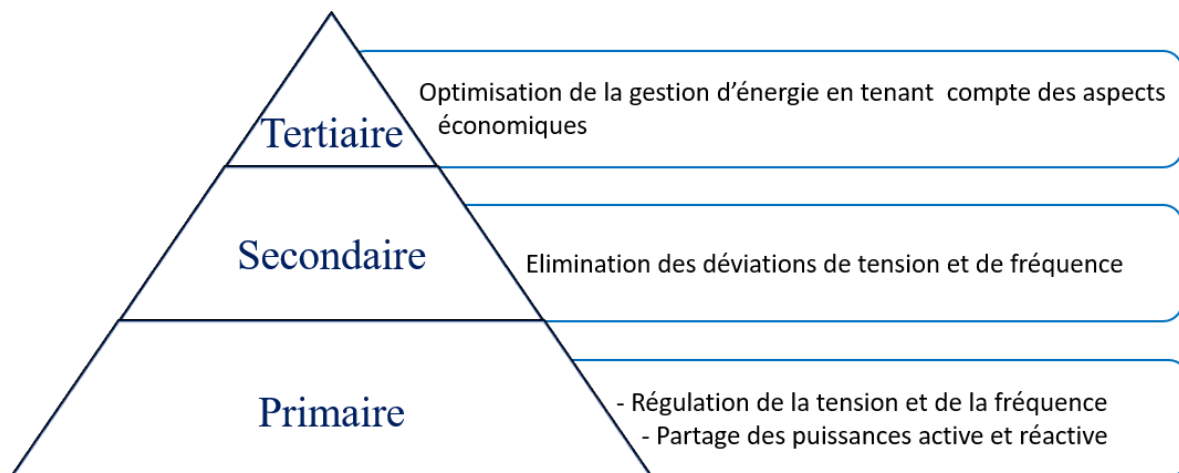 Optimisation de la gestion d’énergie en tenant compte des aspects
économiques
Tertiaire
Secondaire
Elimination des déviations de tension et de fréquence
Primaire
- Régulation de la tension et de la fréquence
- Partage des puissances active et réactive